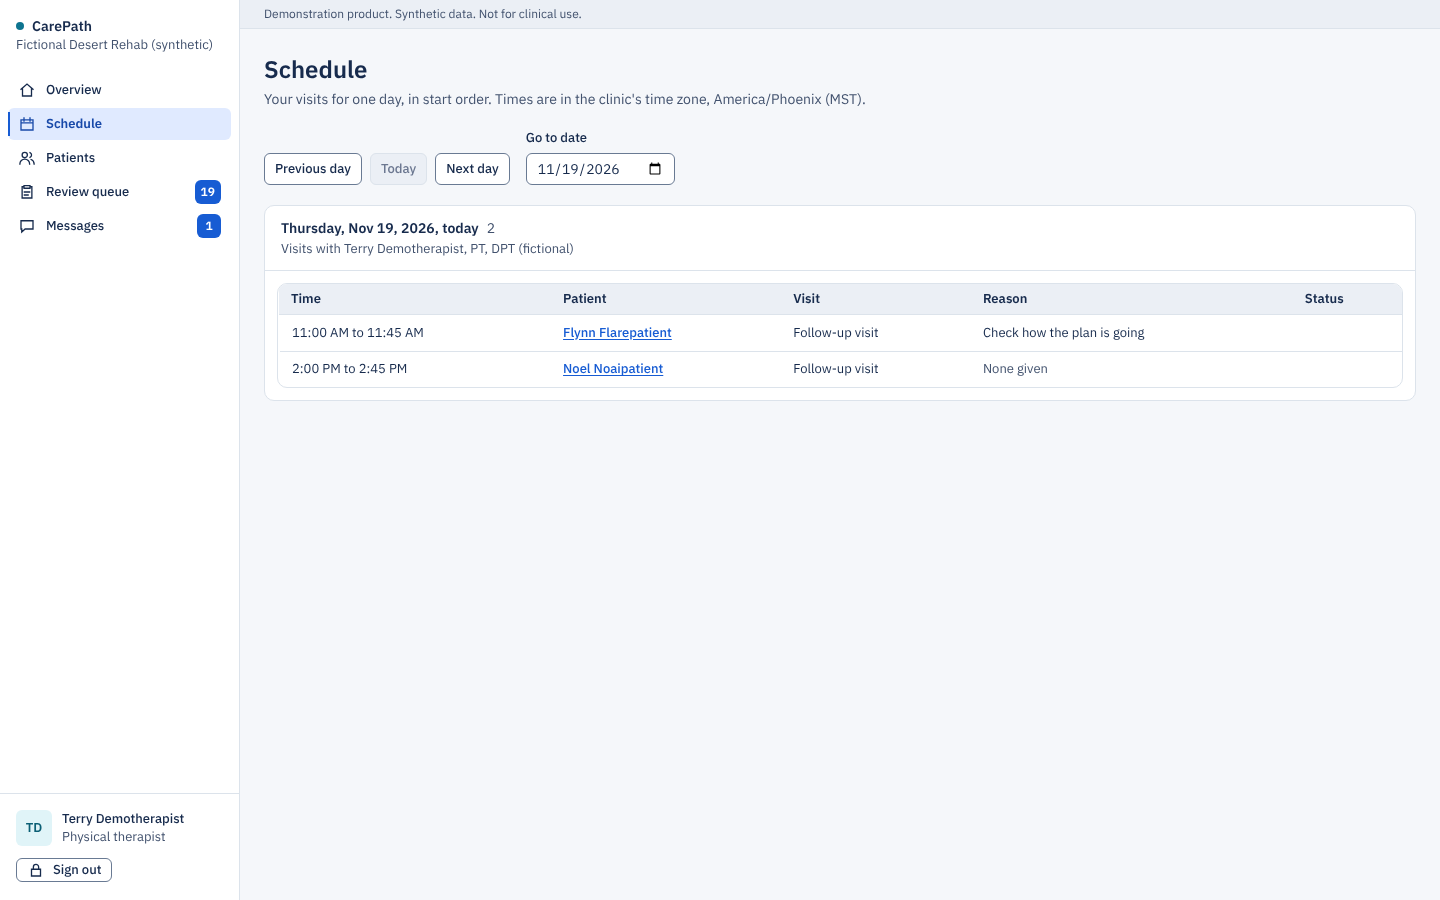 CarePath
Fictional Desert Rehab (synthetic)
Overview
Schedule
Patients
Review queue 19
Messages 1
Terry Demotherapist
TD
Physical therapist
Sign out
Demonstration product. Synthetic data. Not for clinical use.
Schedule
Your visits for one day, in start order. Times are in the clinic's time zone, America/Phoenix (MST).
Go to date
Previous day Today Next day 11/19/2026
Thursday, Nov 19, 2026, today 2
Visits with Terry Demotherapist, PT, DPT (fictional)
Time Patient Visit Reason Status
11:00 AM to 11:45 AM Flynn Flarepatient Follow-up visit Check how the plan is going
2:00 PM to 2:45 PM Noel Noaipatient Follow-up visit None given